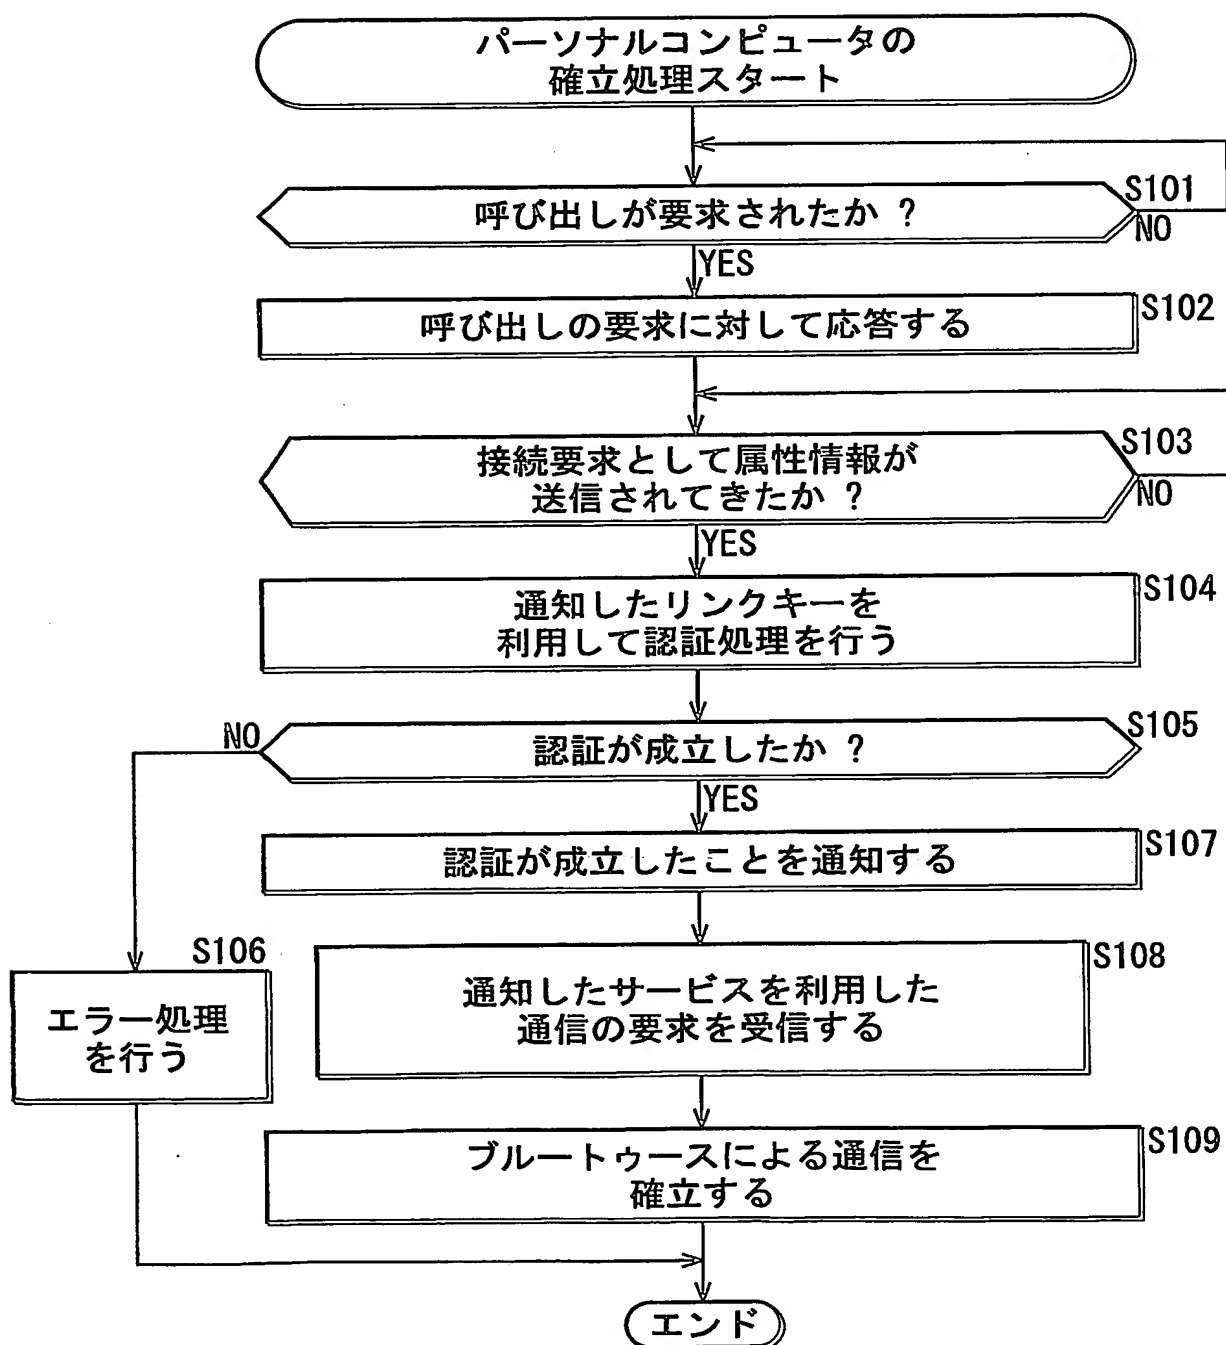 パーソナルコンピュータの
確立処理スタート
呼び出しが要求されたか ?
S101
NO
YES
呼び出しの要求に対して応答する
S102
接続要求として属性情報が
送信されてきたか ?
S103
NO
YES
通知したリンクキーを
利用して認証処理を行う
S104
認証が成立したか ?
S105
NO
YES
認証が成立したことを通知する
S107
S106
エラー処理
を行う
通知したサービスを利用した
通信の要求を受信する
S108
ブルートゥースによる通信を
確立する
S109
エンド